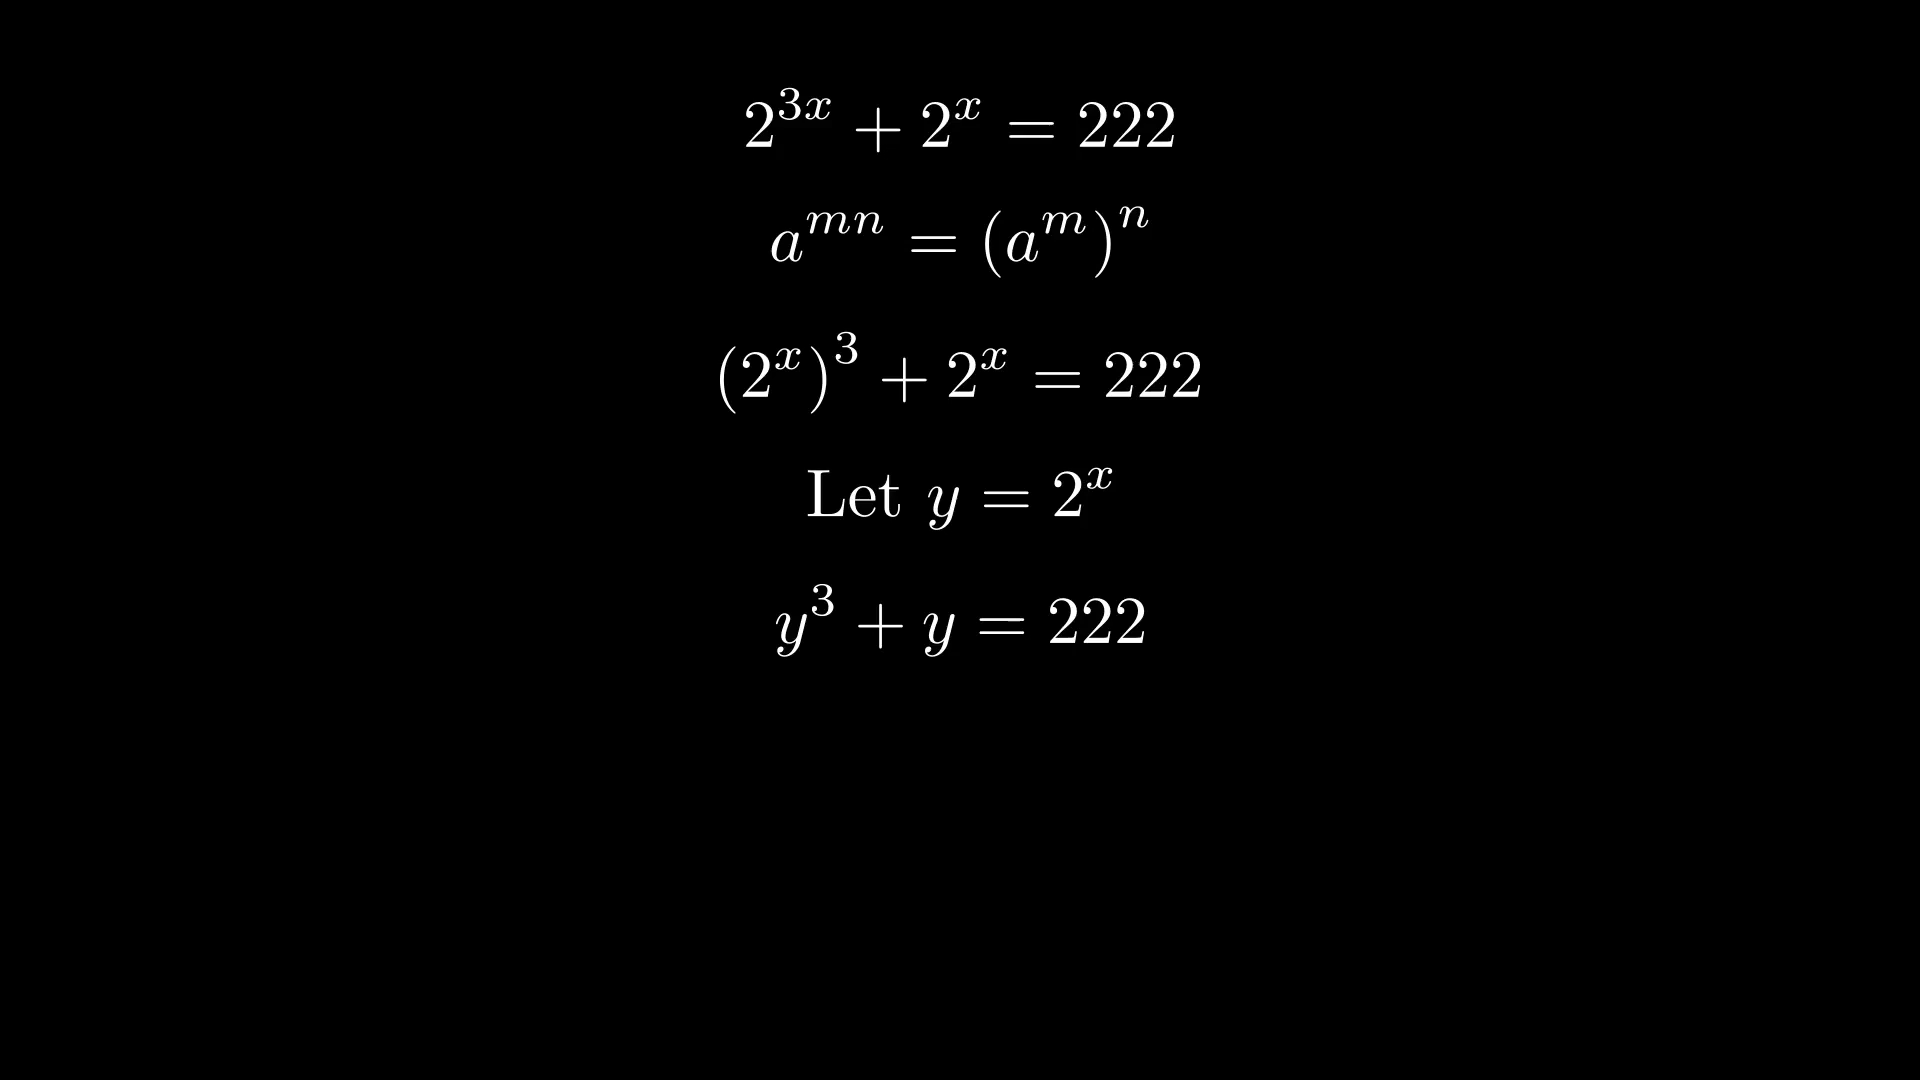 2^{3x} + 2^x = 222
a^{mn} = (a^m)^n
(2^x)^3 + 2^x = 222
Let y = 2^x
y^3 + y = 222